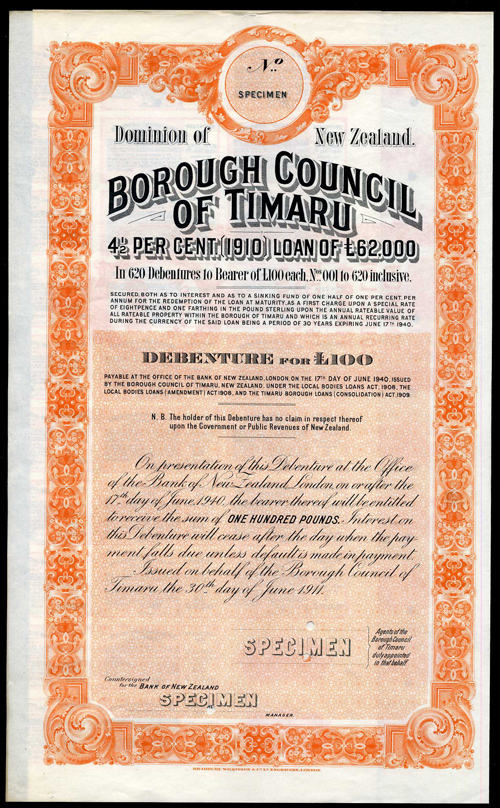 No.
SPECIMEN
Dominion of New Zealand.
BOROUGH COUNCIL
OF TIMARU
4½ PER CENT. (1910) LOAN OF £62,000
In 620 Debentures to Bearer of £100 each, Nos. 001 to 620 inclusive.
SECURED, BOTH AS TO INTEREST AND AS TO A SINKING FUND OF ONE HALF OF ONE PER CENT. PER
ANNUM FOR THE REDEMPTION OF THE LOAN AT MATURITY, AS A FIRST CHARGE UPON A SPECIAL RATE
OF EIGHTPENCE AND ONE FARTHING IN THE POUND STERLING UPON THE ANNUAL RATEABLE VALUE OF
ALL RATEABLE PROPERTY WITHIN THE BOROUGH OF TIMARU AND WHICH IS AN ANNUAL RECURRING RATE
DURING THE CURRENCY OF THE SAID LOAN BEING A PERIOD OF 30 YEARS EXPIRING JUNE 17TH 1940.
DEBENTURE FOR £100
PAYABLE AT THE OFFICE OF THE BANK OF NEW ZEALAND, LONDON, ON THE 17TH DAY OF JUNE 1940, ISSUED
BY THE BOROUGH COUNCIL OF TIMARU, NEW ZEALAND, UNDER THE LOCAL BODIES LOANS ACT, 1908, THE
LOCAL BODIES LOANS (AMENDMENT) ACT, 1908, AND THE TIMARU BOROUGH LOANS (CONSOLIDATION) ACT, 1909.
N. B. The holder of this Debenture has no claim in respect thereof
upon the Government or Public Revenues of New Zealand.
On presentation of this Debenture at the Office
of the Bank of New Zealand, London, on or after the
17th day of June, 1940, the bearer thereof will be entitled
to receive the sum of ONE HUNDRED POUNDS. Interest on
this Debenture will cease after the day when the pay
ment falls due unless default is made in payment.
Issued on behalf of the Borough Council of
Timaru, the 30th day of June 1911.
SPECIMEN
Agents of the
Borough Council
of Timaru
duly appointed
in that behalf
Countersigned
for the BANK OF NEW ZEALAND
SPECIMEN
MANAGER.
BRADBURY, WILKINSON & Co. Ld. ENGRAVERS, LONDON.